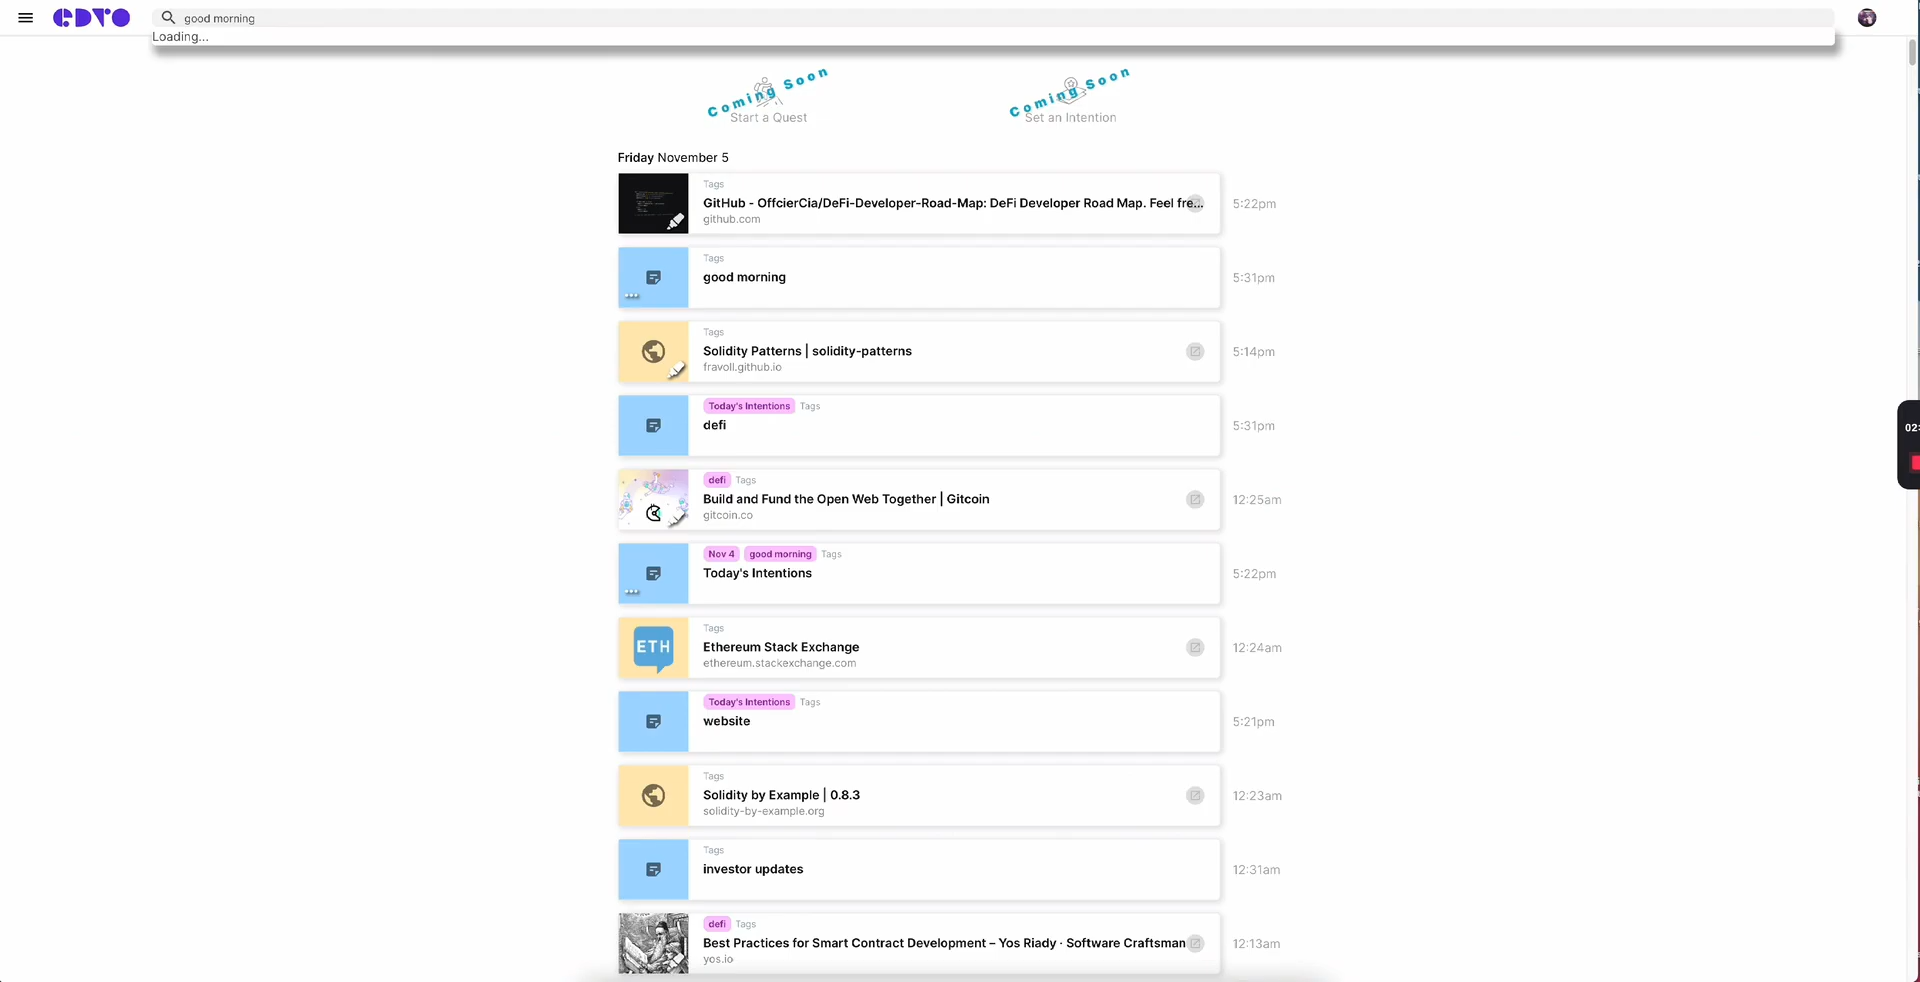 good morning
Loading...
Coming Soon
Start a Quest
Coming Soon
Set an Intention
Friday November 5
Tags
GitHub - OffcierCia/DeFi-Developer-Road-Map: DeFi Developer Road Map. Feel fre...
github.com
5:22pm
Tags
good morning
5:31pm
Tags
Solidity Patterns | solidity-patterns
fravoll.github.io
5:14pm
Today's Intentions Tags
defi
5:31pm
defi Tags
Build and Fund the Open Web Together | Gitcoin
gitcoin.co
12:25am
Nov 4 good morning Tags
Today's Intentions
5:22pm
ETH
Tags
Ethereum Stack Exchange
ethereum.stackexchange.com
12:24am
Today's Intentions Tags
website
5:21pm
Tags
Solidity by Example | 0.8.3
solidity-by-example.org
12:23am
Tags
investor updates
12:31am
defi Tags
Best Practices for Smart Contract Development – Yos Riady · Software Craftsman
yos.io
12:13am
02: